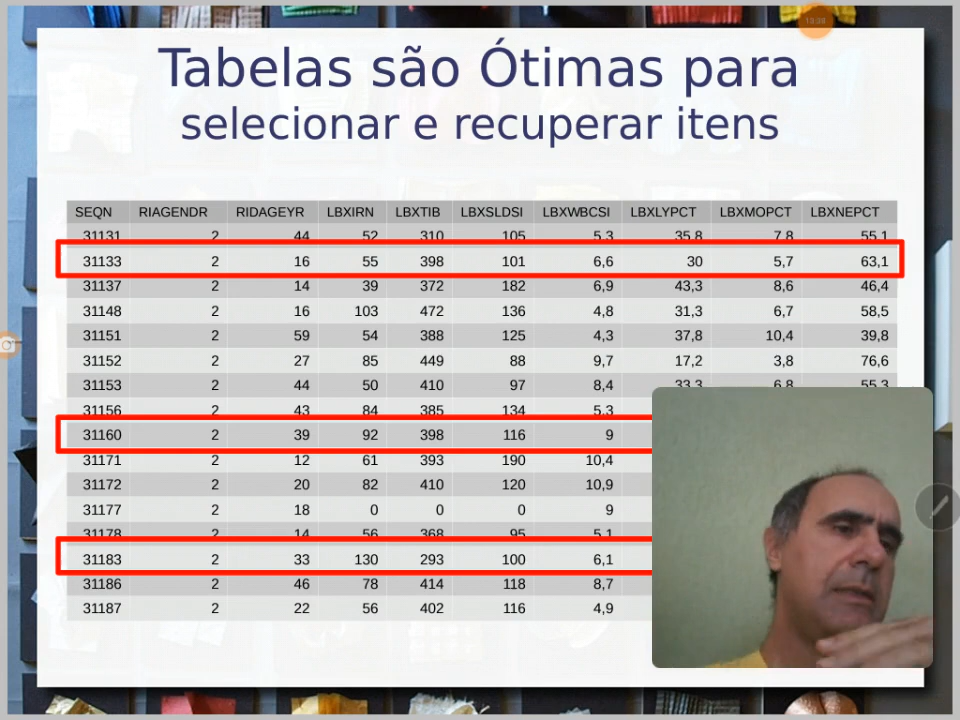 Tabelas são Ótimas para
selecionar e recuperar itens
SEQN RIAGENDR RIDAGEYR LBXIRN LBXTIB LBXSLDSI LBXWBCSI LBXLYPCT LBXMOPCT LBXNEPCT
31131 2 44 52 310 105 5,3 35,8 7,8 55,1
31133 2 16 55 398 101 6,6 30 5,7 63,1
31137 2 14 39 372 182 6,9 43,3 8,6 46,4
31148 2 16 103 472 136 4,8 31,3 6,7 58,5
31151 2 59 54 388 125 4,3 37,8 10,4 39,8
31152 2 27 85 449 88 9,7 17,2 3,8 76,6
31153 2 44 50 410 97 8,4 33,3 6,8 55,3
31156 2 43 84 385 134 5,3
31160 2 39 92 398 116 9
31171 2 12 61 393 190 10,4
31172 2 20 82 410 120 10,9
31177 2 18 0 0 0 9
31178 2 14 56 368 95 5,1
31183 2 33 130 293 100 6,1
31186 2 46 78 414 118 8,7
31187 2 22 56 402 116 4,9